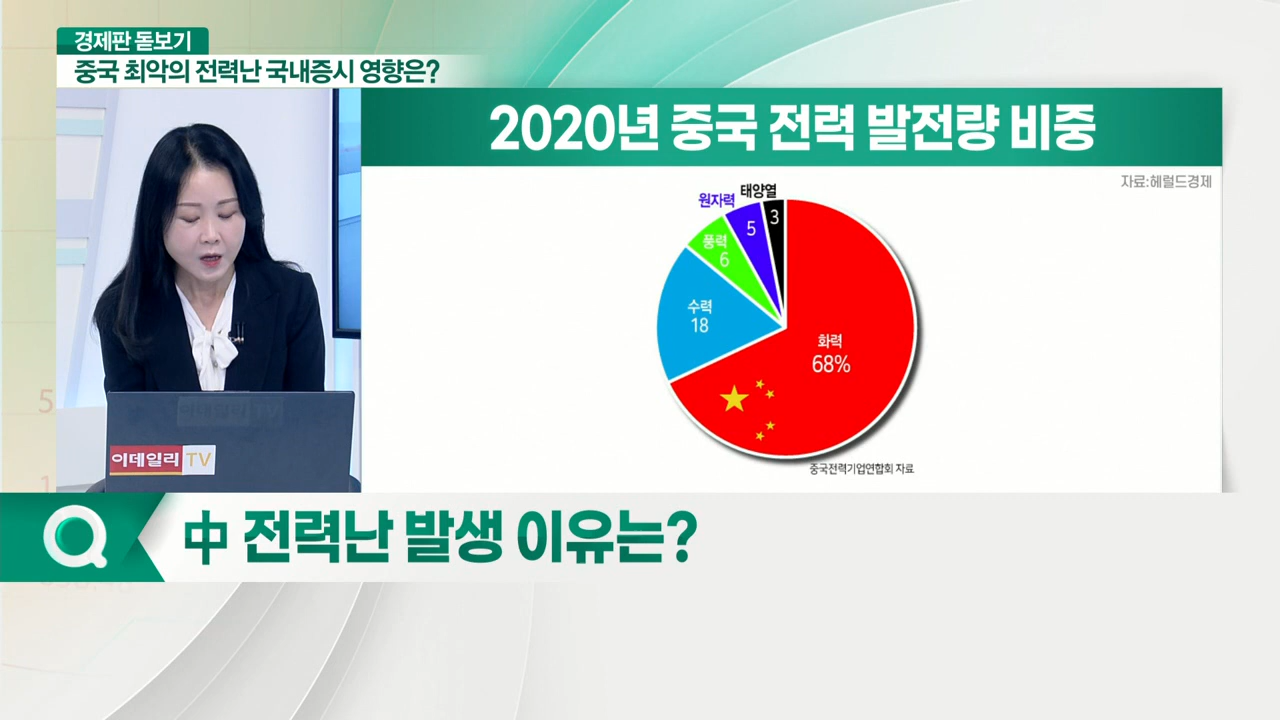 경제판 돋보기
중국 최악의 전력난 국내증시 영향은?
2020년 중국 전력 발전량 비중
자료:헤럴드경제
태양열
3
원자력
5
풍력
6
수력
18
화력
68%
중국전력기업연합회 자료
이데일리 TV
中 전력난 발생 이유는?
5
1